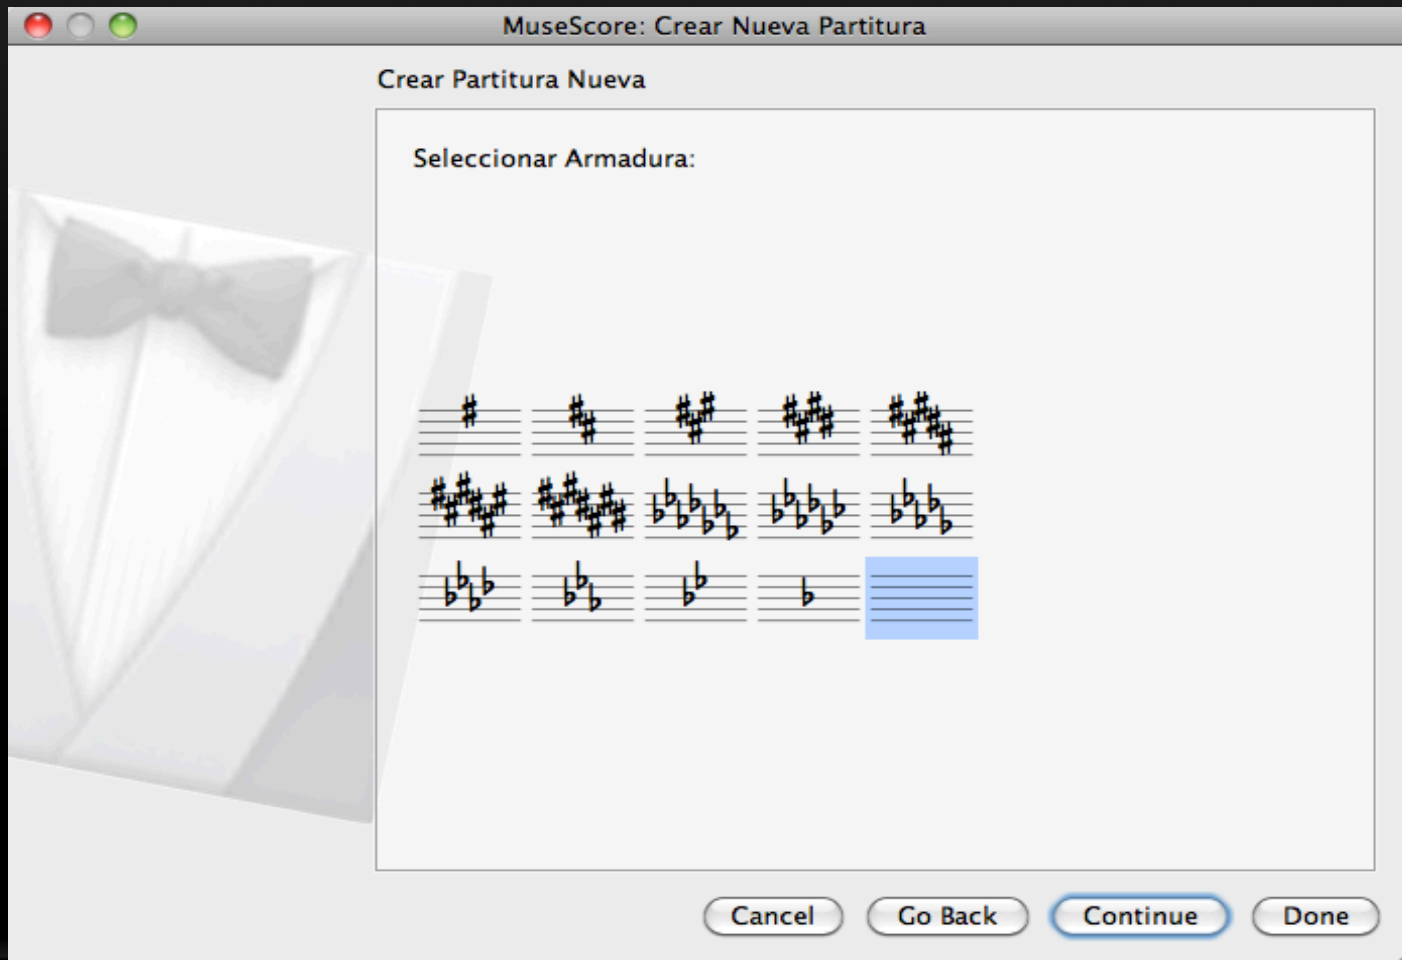 MuseScore: Crear Nueva Partitura
Crear Partitura Nueva
Seleccionar Armadura:
Cancel
Go Back
Continue
Done